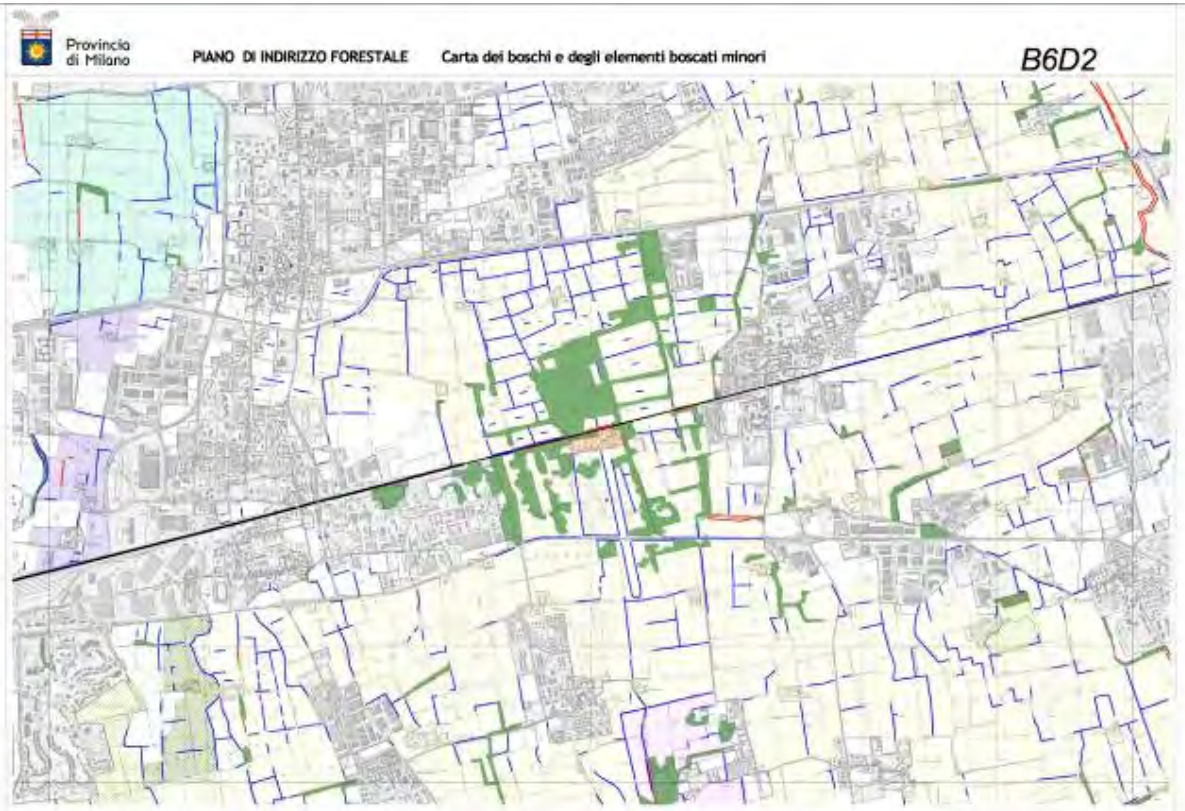 Provincia
di Milano
PIANO DI INDIRIZZO FORESTALE
Carta dei boschi e degli elementi boscati minori
B6D2